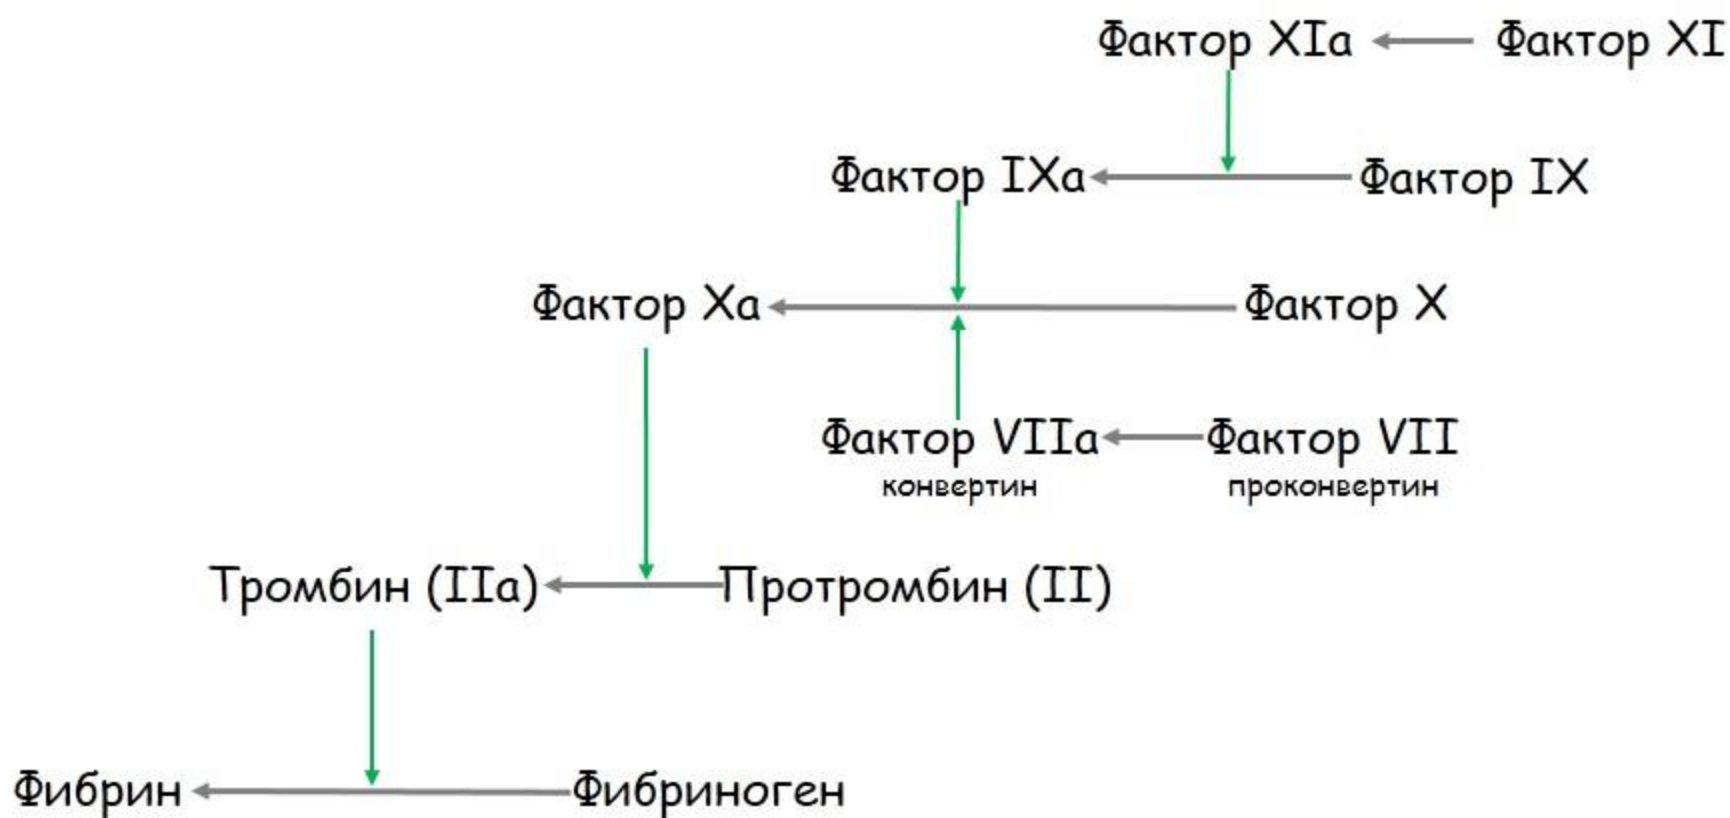 Фактор XIa Фактор XI
Фактор IXa Фактор IX
Фактор Xa Фактор X
Фактор VIIa Фактор VII
конвертин проконвертин
Тромбин (IIa) Протромбин (II)
Фибрин Фибриноген